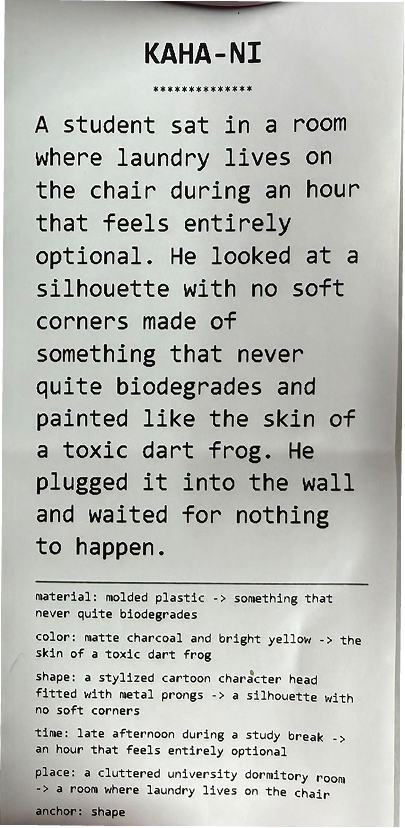 KAHA-NI
**************
A student sat in a room
where laundry lives on
the chair during an hour
that feels entirely
optional. He looked at a
silhouette with no soft
corners made of
something that never
quite biodegrades and
painted like the skin of
a toxic dart frog. He
plugged it into the wall
and waited for nothing
to happen.
material: molded plastic -> something that
never quite biodegrades
color: matte charcoal and bright yellow -> the
skin of a toxic dart frog
shape: a stylized cartoon character head
fitted with metal prongs -> a silhouette with
no soft corners
time: late afternoon during a study break ->
an hour that feels entirely optional
place: a cluttered university dormitory room
-> a room where laundry lives on the chair
anchor: shape